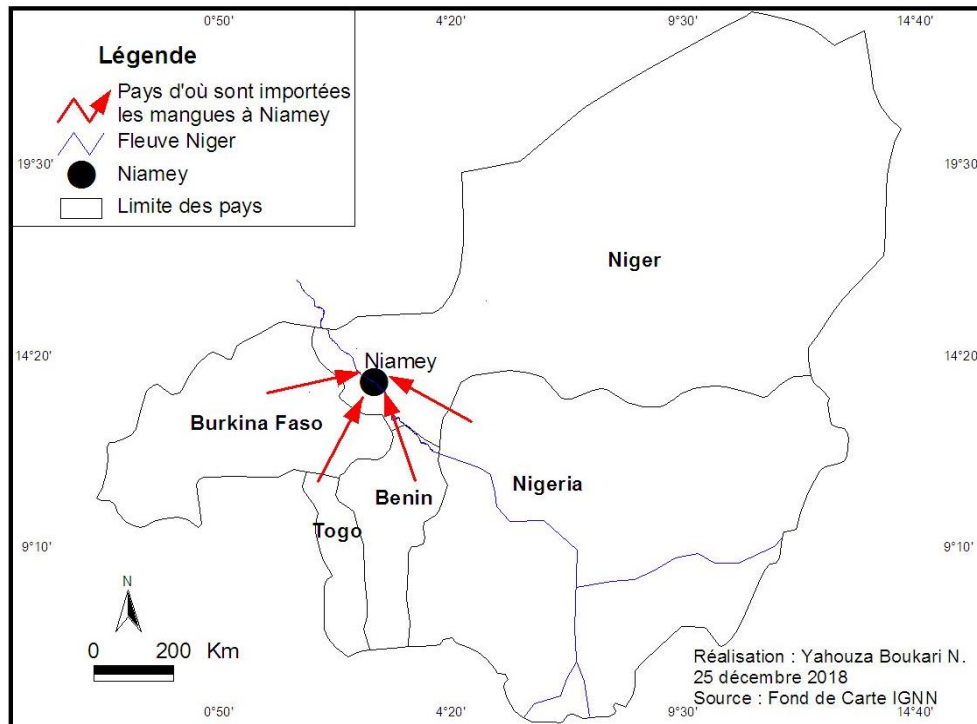 0°50' 4°20' 9°30' 14°40'
Légende
Pays d'où sont importées
les mangues à Niamey
Fleuve Niger
Niamey
Limite des pays
19°30' 19°30'
Niger
14°20' 14°20'
Niamey
Burkina Faso
Benin
Nigeria
Togo
9°10' 9°10'
N
0 200 Km
Réalisation : Yahouza Boukari N.
25 décembre 2018
Source : Fond de Carte IGNN
0°50' 4°20' 9°30' 14°40'